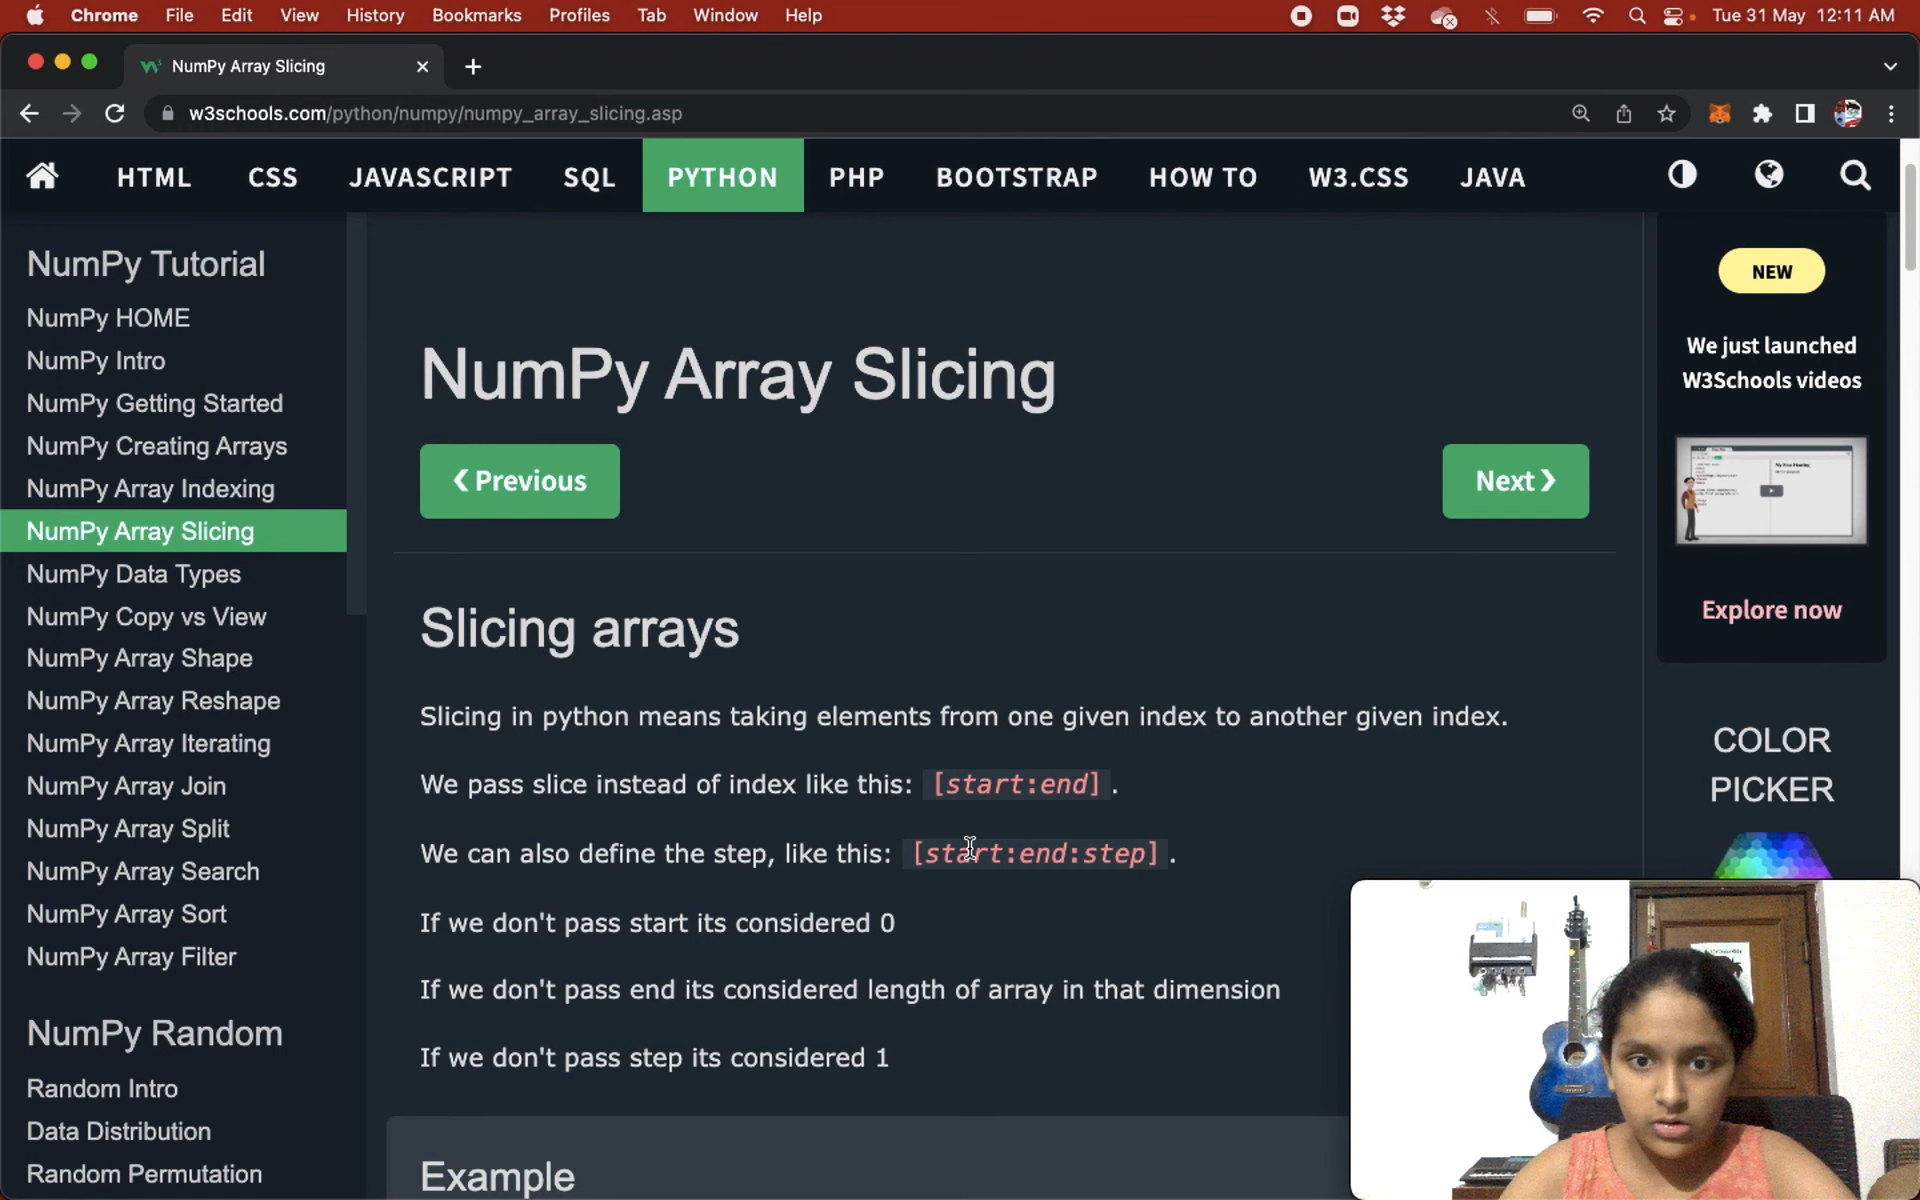 Chrome File Edit View History Bookmarks Profiles Tab Window Help Tue 31 May 12:11 AM
NumPy Array Slicing
w3schools.com/python/numpy/numpy_array_slicing.asp
HTML CSS JAVASCRIPT SQL PYTHON PHP BOOTSTRAP HOW TO W3.CSS JAVA
NumPy Tutorial
NumPy HOME
NumPy Intro
NumPy Getting Started
NumPy Creating Arrays
NumPy Array Indexing
NumPy Array Slicing
NumPy Data Types
NumPy Copy vs View
NumPy Array Shape
NumPy Array Reshape
NumPy Array Iterating
NumPy Array Join
NumPy Array Split
NumPy Array Search
NumPy Array Sort
NumPy Array Filter
NumPy Random
Random Intro
Data Distribution
Random Permutation
NumPy Array Slicing
❮ Previous
Next ❯
Slicing arrays
Slicing in python means taking elements from one given index to another given index.
We pass slice instead of index like this: [start:end].
We can also define the step, like this: [start:end:step].
If we don't pass start its considered 0
If we don't pass end its considered length of array in that dimension
If we don't pass step its considered 1
Example
NEW
We just launched
W3Schools videos
Explore now
COLOR
PICKER